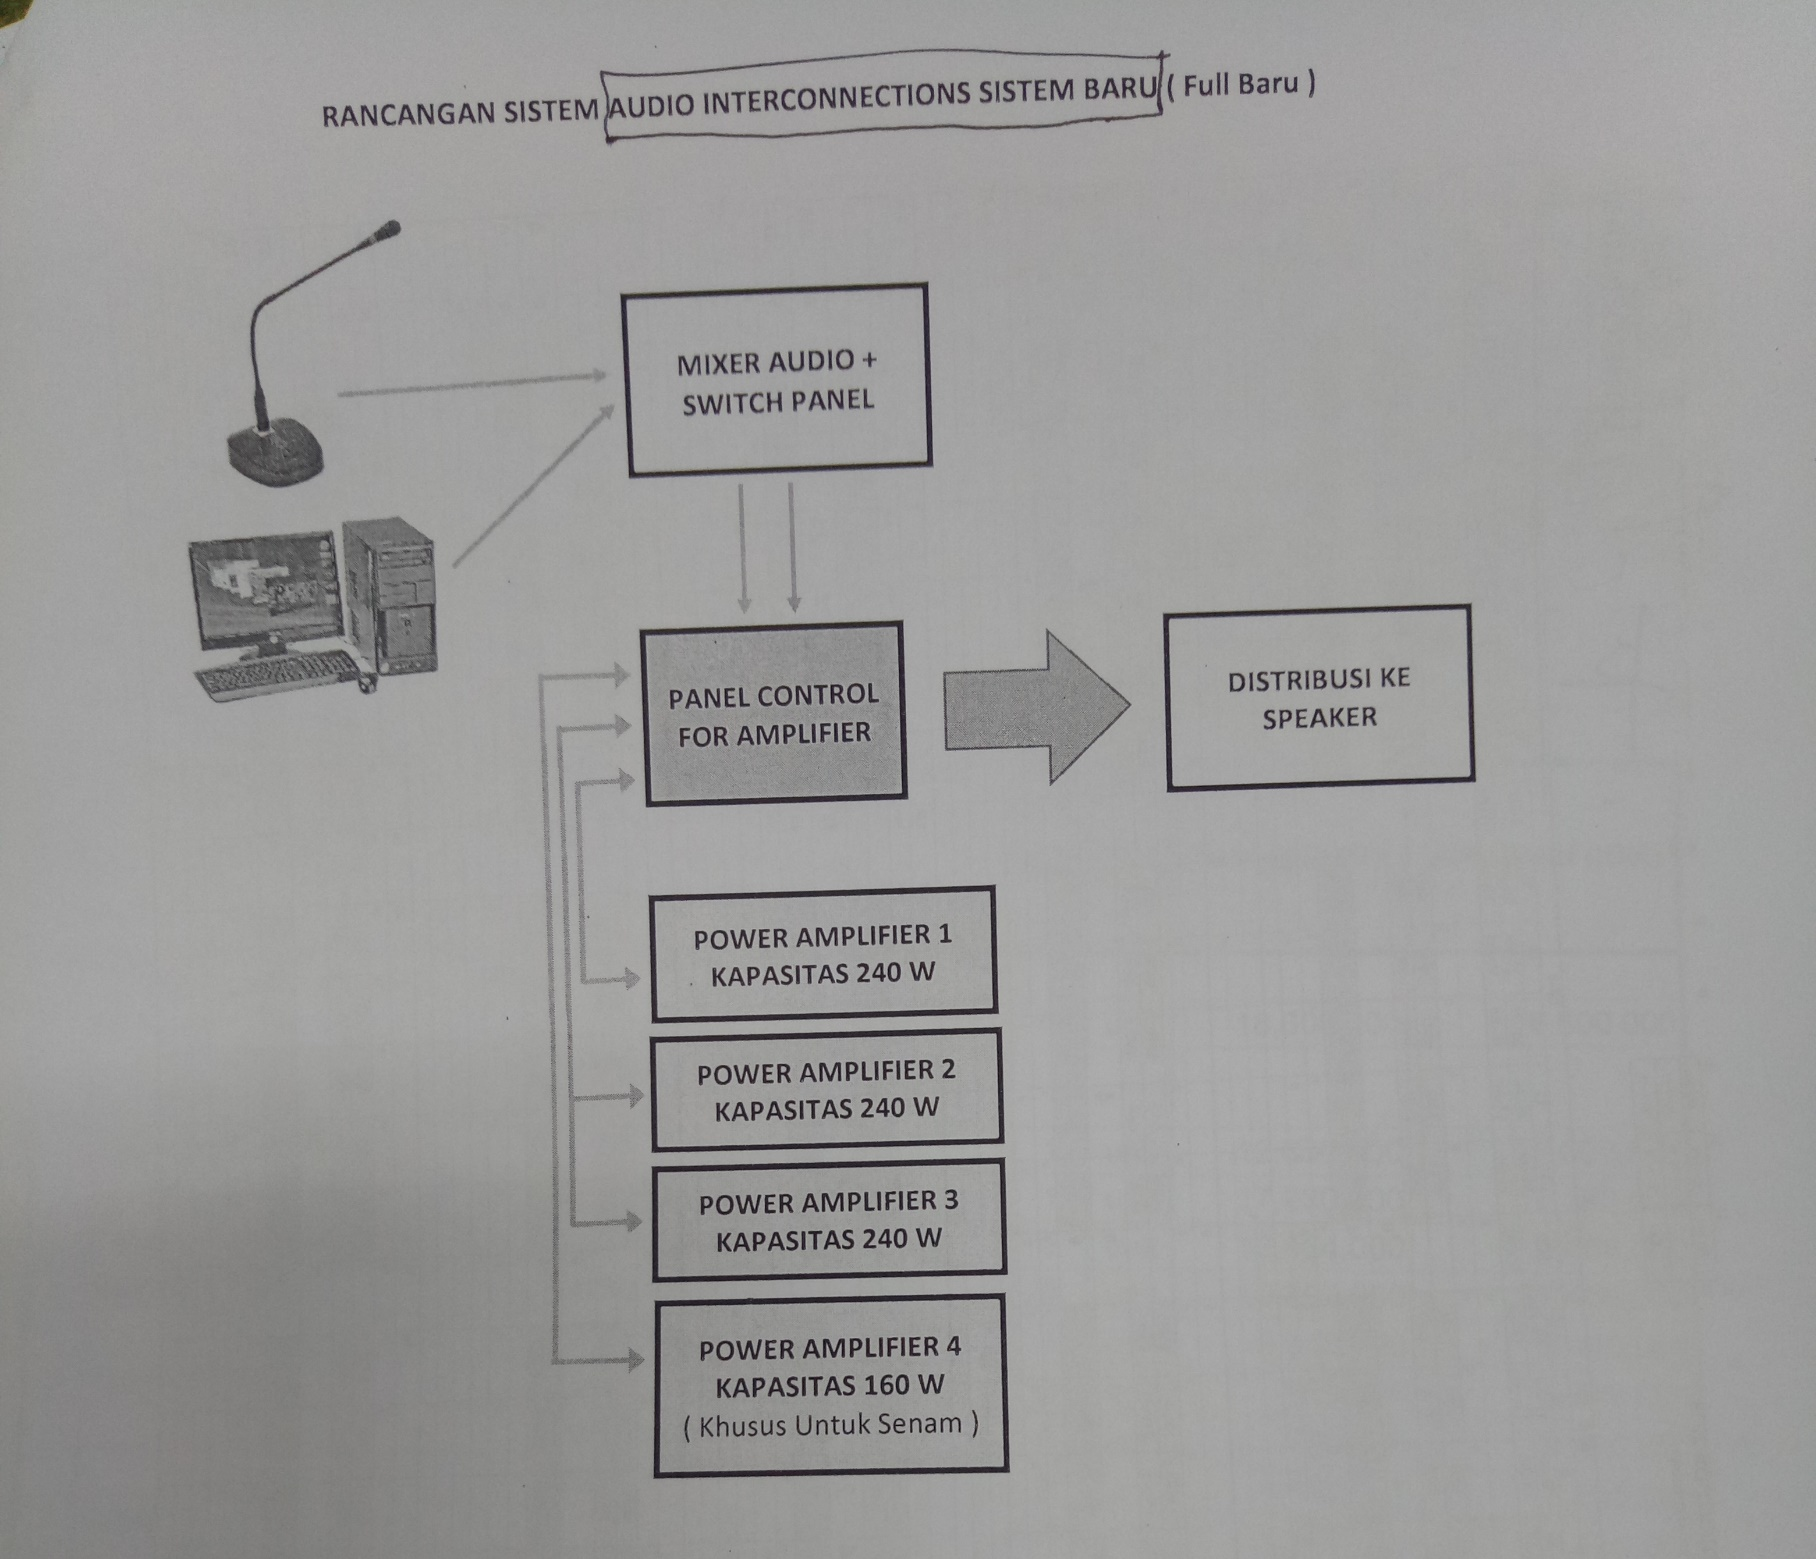 RANCANGAN SISTEM AUDIO INTERCONNECTIONS SISTEM BARU ( Full Baru )
MIXER AUDIO +
SWITCH PANEL
PANEL CONTROL
FOR AMPLIFIER
DISTRIBUSI KE
SPEAKER
POWER AMPLIFIER 1
KAPASITAS 240 W
POWER AMPLIFIER 2
KAPASITAS 240 W
POWER AMPLIFIER 3
KAPASITAS 240 W
POWER AMPLIFIER 4
KAPASITAS 160 W
( Khusus Untuk Senam )